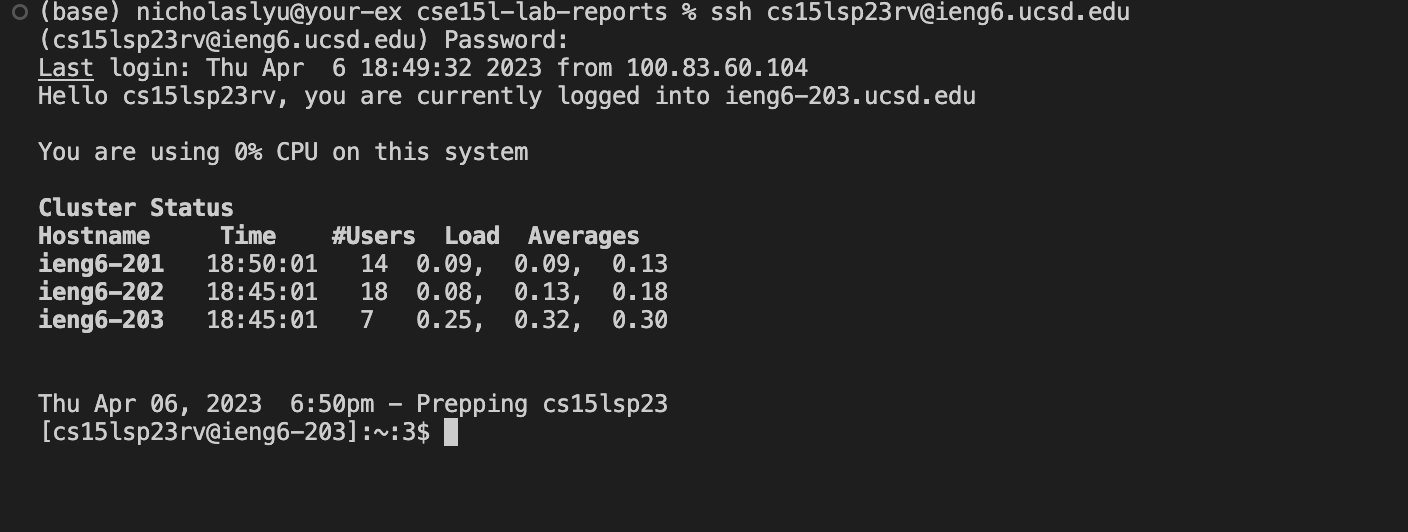 (base) nicholaslyu@your-ex cse15l-lab-reports % ssh cs15lsp23rv@ieng6.ucsd.edu
(cs15lsp23rv@ieng6.ucsd.edu) Password:
Last login: Thu Apr  6 18:49:32 2023 from 100.83.60.104
Hello cs15lsp23rv, you are currently logged into ieng6-203.ucsd.edu
You are using 0% CPU on this system
Cluster Status
Hostname     Time    #Users  Load  Averages
ieng6-201   18:50:01   14  0.09,  0.09,  0.13
ieng6-202   18:45:01   18  0.08,  0.13,  0.18
ieng6-203   18:45:01   7   0.25,  0.32,  0.30
Thu Apr 06, 2023  6:50pm - Prepping cs15lsp23
[cs15lsp23rv@ieng6-203]:~:3$